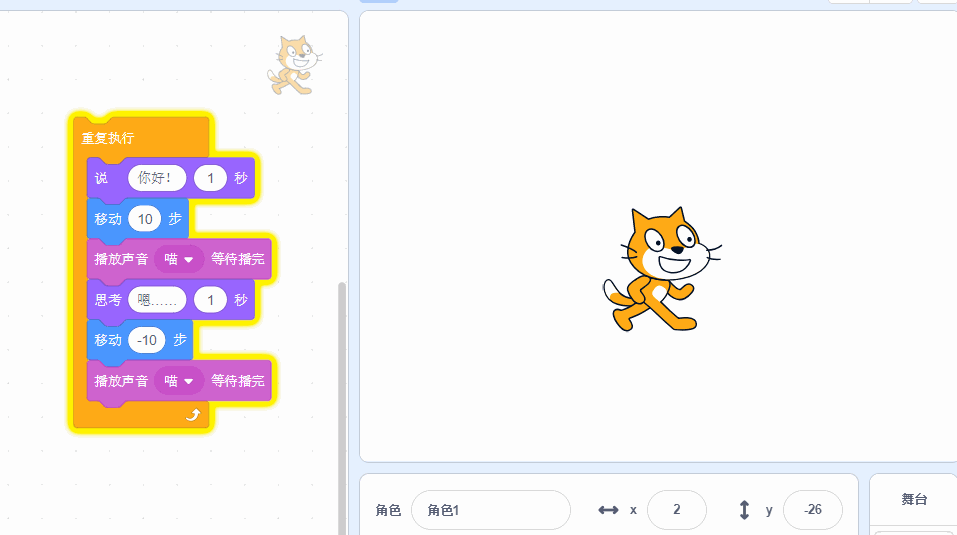 重复执行
说 你好! 1 秒
移动 10 步
播放声音 喵 等待播完
思考 嗯…… 1 秒
移动 -10 步
播放声音 喵 等待播完
角色 角色1 x 2 y -26
舞台